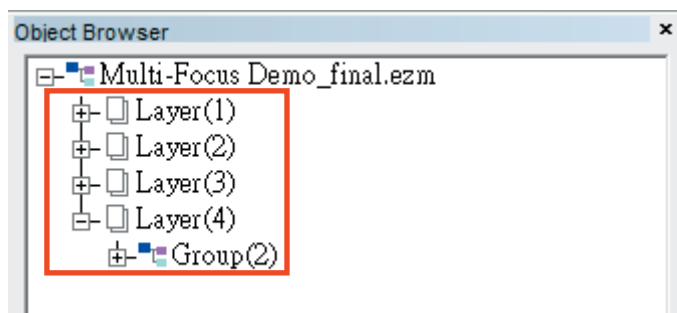 Object Browser
Multi-Focus Demo_final.ezm
Layer(1)
Layer(2)
Layer(3)
Layer(4)
Group(2)